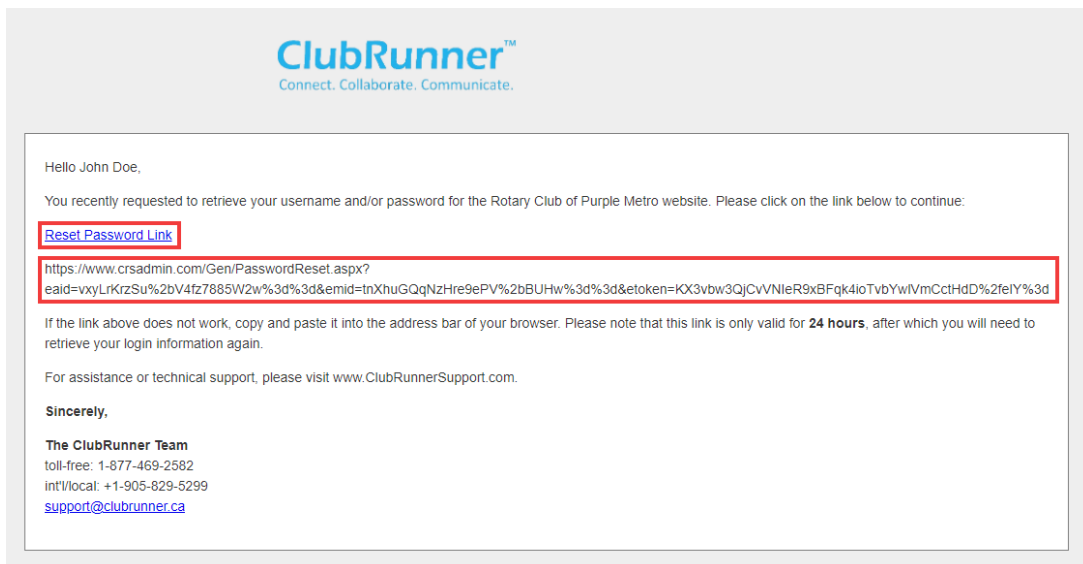 ClubRunner™
Connect. Collaborate. Communicate.
Hello John Doe,
You recently requested to retrieve your username and/or password for the Rotary Club of Purple Metro website. Please click on the link below to continue:
Reset Password Link
https://www.crsadmin.com/Gen/PasswordReset.aspx?
eaid=vxyLrKrzSu%2bV4fz7885W2w%3d%3d&emid=tnXhuGQqNzHre9ePV%2bBUHw%3d%3d&etoken=KX3vbw3QjCvVNIeR9xBFqk4ioTvbYwlVmCctHdD%2feIY%3d
If the link above does not work, copy and paste it into the address bar of your browser. Please note that this link is only valid for 24 hours, after which you will need to
retrieve your login information again.
For assistance or technical support, please visit www.ClubRunnerSupport.com.
Sincerely,
The ClubRunner Team
toll-free: 1-877-469-2582
int'l/local: +1-905-829-5299
support@clubrunner.ca